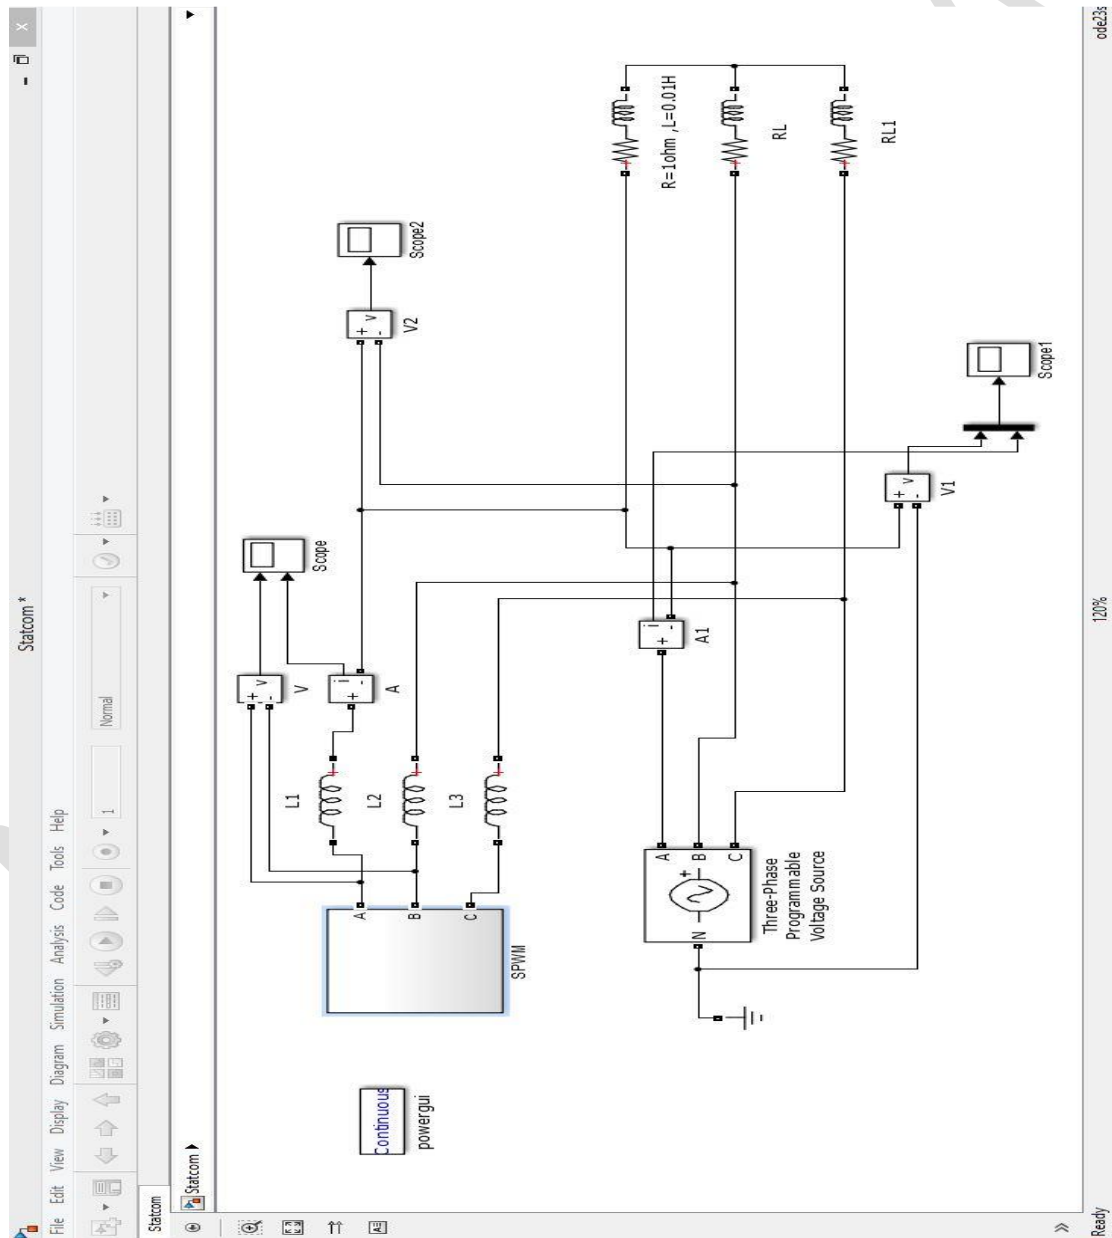 Statcom *
File Edit View Display Diagram Simulation Analysis Code Tools Help
1
Normal
Statcom
Statcom
Continuous
powergui
SPWM
A
B
C
L1
L2
L3
+ v
-
V
+ i
-
A
Scope
+ v
-
V2
Scope2
R=1ohm ,L=0.01H
RL
RL1
N
A
B
C
Three-Phase
Programmable
Voltage Source
+ i
-
A1
+ v
-
V1
Scope1
Ready
120%
ode23s